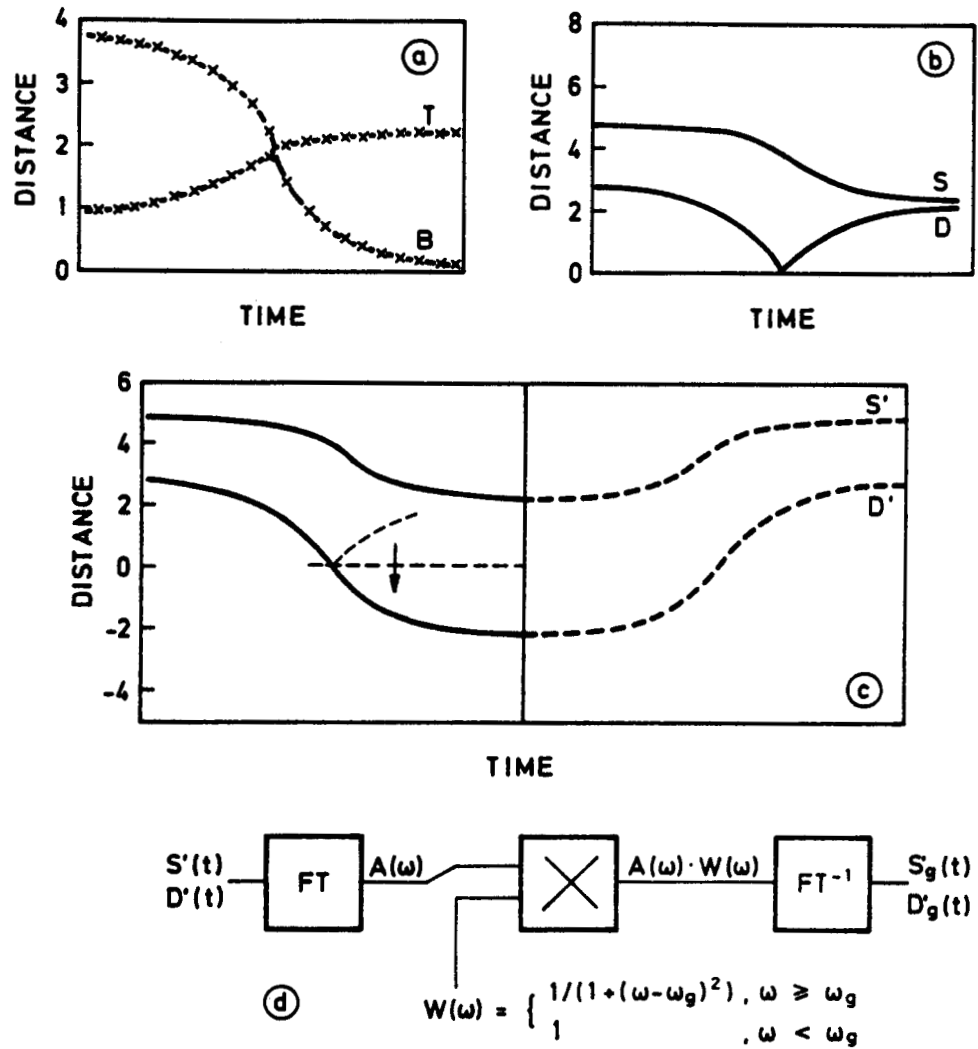 4
3
2
1
0
DISTANCE
a
T
B
TIME
8
6
4
2
0
DISTANCE
b
S
D
TIME
6
4
2
0
-2
-4
DISTANCE
S'
D'
c
TIME
S'(t)
D'(t)
FT
A(ω)
A(ω)·W(ω)
FT⁻¹
S'g(t)
D'g(t)
d
W(ω) = { 1/(1+(ω-ωg)²), ω ≥ ωg
1 , ω < ωg